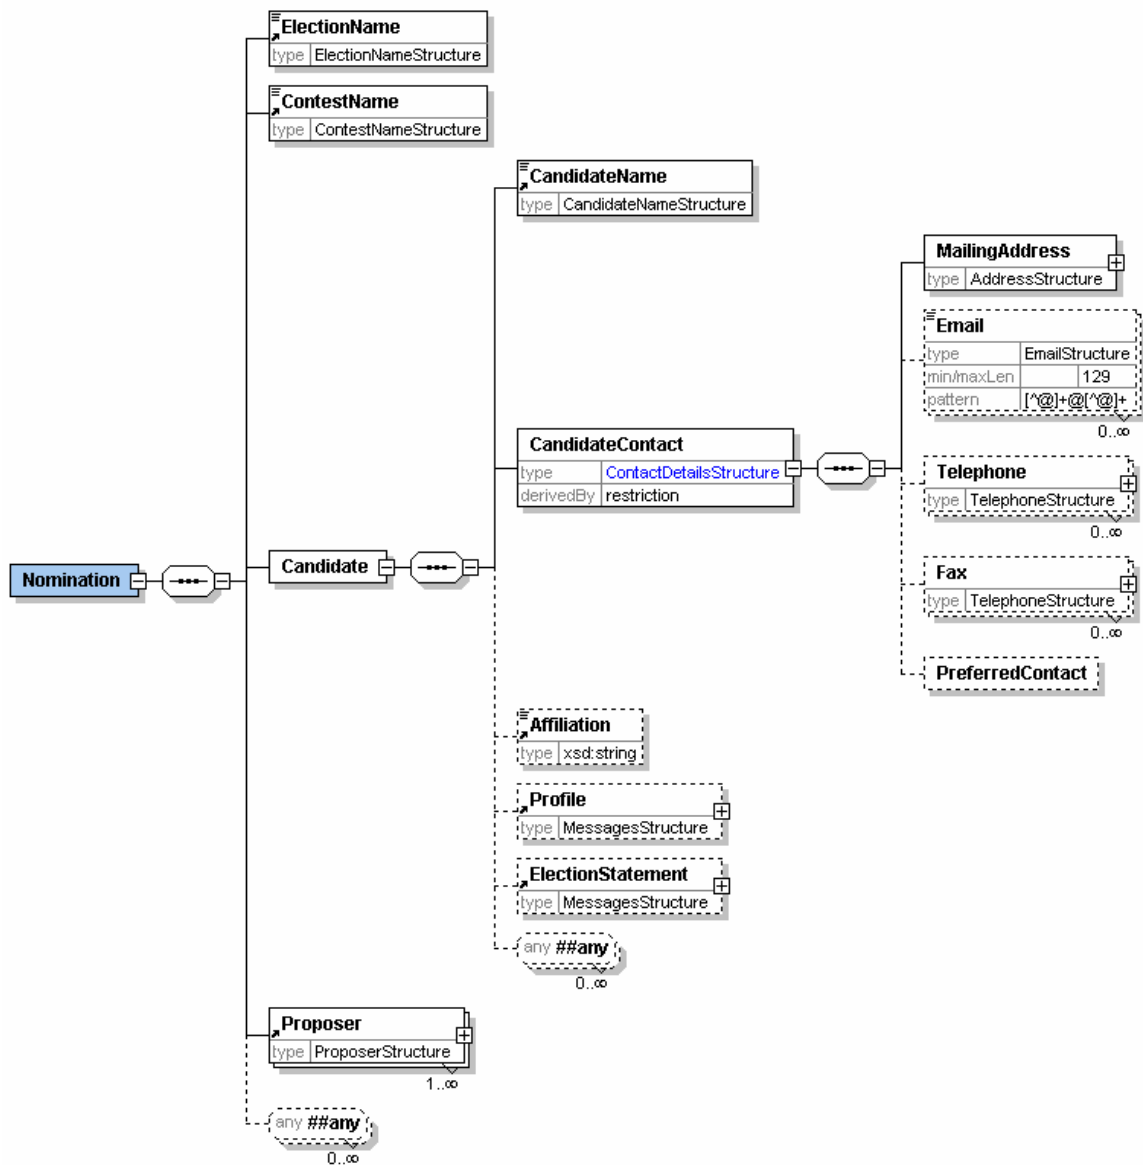 ElectionName
type ElectionNameStructure
ContestName
type ContestNameStructure
CandidateName
type CandidateNameStructure
MailingAddress
type AddressStructure
Email
type EmailStructure
min/maxLen 129
pattern [^@]+@[^@]+
0..∞
CandidateContact
type ContactDetailsStructure
derivedBy restriction
Telephone
type TelephoneStructure
0..∞
Nomination
Candidate
Fax
type TelephoneStructure
0..∞
PreferredContact
Affiliation
type xsd:string
Profile
type MessagesStructure
ElectionStatement
type MessagesStructure
any ##any
0..∞
Proposer
type ProposerStructure
1..∞
any ##any
0..∞